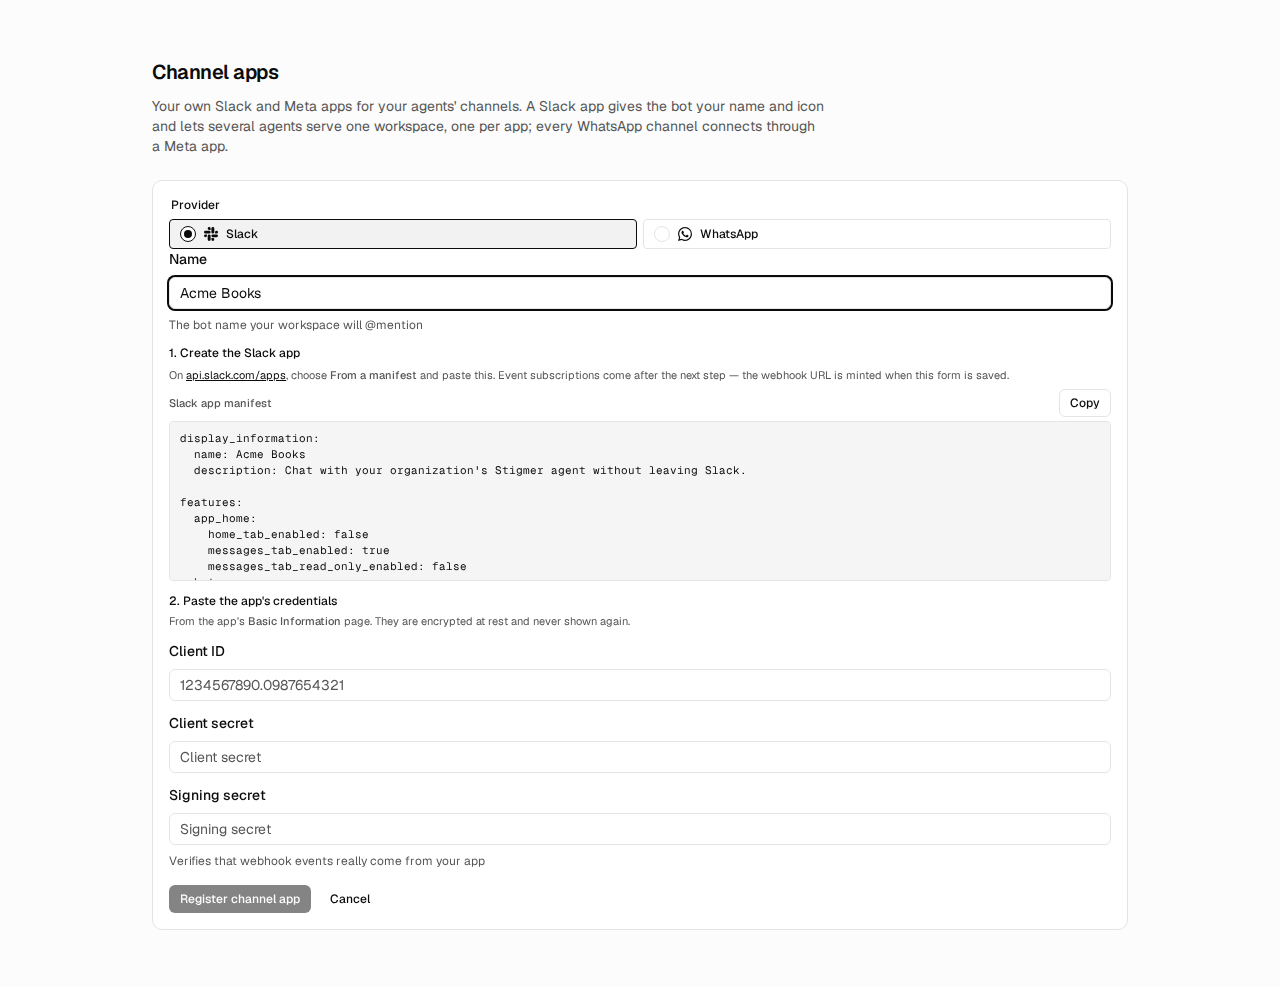 Channel apps
Your own Slack and Meta apps for your agents' channels. A Slack app gives the bot your name and icon
and lets several agents serve one workspace, one per app; every WhatsApp channel connects through
a Meta app.
Provider
Slack
WhatsApp
Name
Acme Books
The bot name your workspace will @mention
1. Create the Slack app
On api.slack.com/apps, choose From a manifest and paste this. Event subscriptions come after the next step — the webhook URL is minted when this form is saved.
Slack app manifest
Copy
display_information:
  name: Acme Books
  description: Chat with your organization's Stigmer agent without leaving Slack.
features:
  app_home:
    home_tab_enabled: false
    messages_tab_enabled: true
    messages_tab_read_only_enabled: false
2. Paste the app's credentials
From the app's Basic Information page. They are encrypted at rest and never shown again.
Client ID
1234567890.0987654321
Client secret
Client secret
Signing secret
Signing secret
Verifies that webhook events really come from your app
Register channel app
Cancel